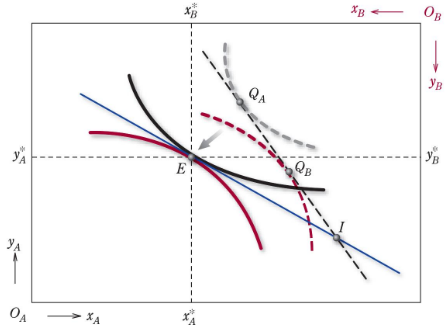 x*_B
x_B ← O_B
y_B
Q_A
y*_A
y*_B
E
Q_B
I
y_A
O_A → x_A
x*_A